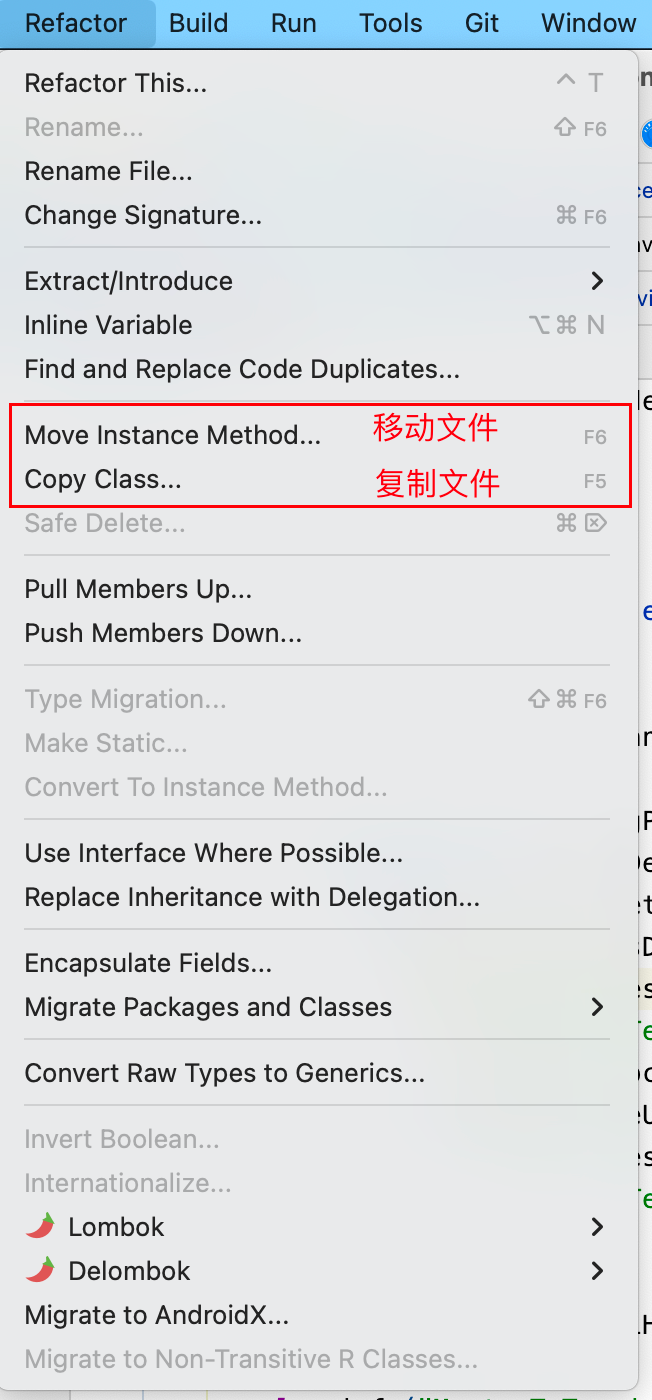 Refactor Build Run Tools Git Window
Refactor This... ^ T
Rename... ⇧ F6
Rename File...
Change Signature... ⌘ F6
Extract/Introduce
Inline Variable ⌥⌘ N
Find and Replace Code Duplicates...
Move Instance Method... 移动文件 F6
Copy Class... 复制文件 F5
Safe Delete... ⌘⌦
Pull Members Up...
Push Members Down...
Type Migration... ⇧⌘ F6
Make Static...
Convert To Instance Method...
Use Interface Where Possible...
Replace Inheritance with Delegation...
Encapsulate Fields...
Migrate Packages and Classes
Convert Raw Types to Generics...
Invert Boolean...
Internationalize...
Lombok
Delombok
Migrate to AndroidX...
Migrate to Non-Transitive R Classes...